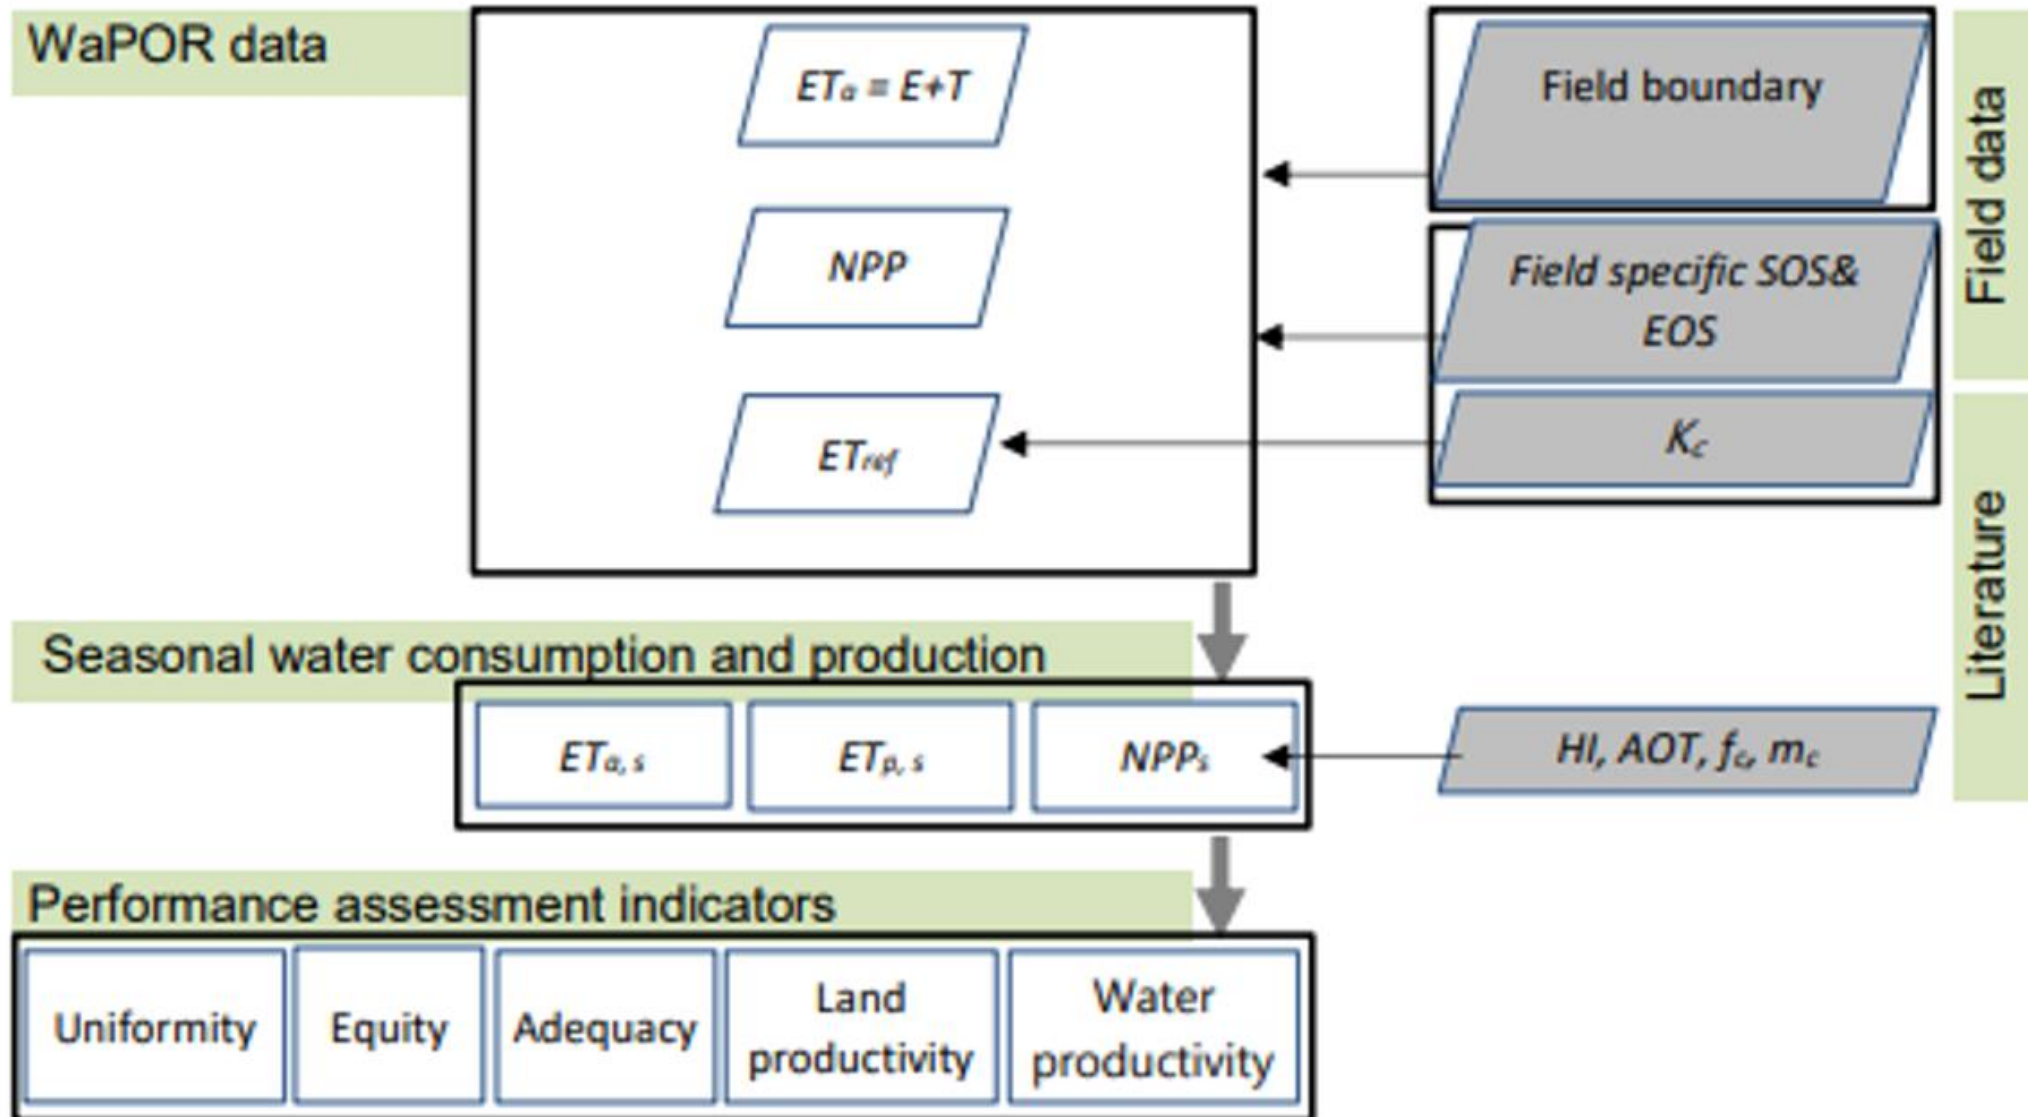 WaPOR data
ETa = E+T
NPP
ETref
Field boundary
Field specific SOS&
EOS
Kc
Field data
Literature
Seasonal water consumption and production
ETa, s
ETp, s
NPPs
HI, AOT, fc, mc
Performance assessment indicators
Uniformity
Equity
Adequacy
Land
productivity
Water
productivity